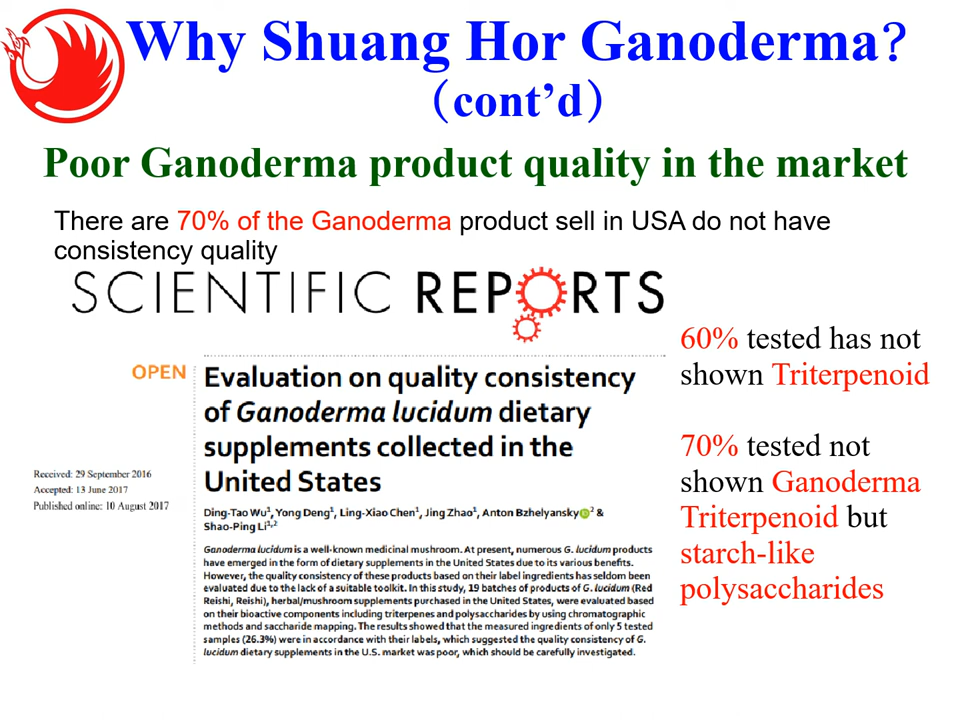 Why Shuang Hor Ganoderma?
（cont’d）
Poor Ganoderma product quality in the market
There are 70% of the Ganoderma product sell in USA do not have
consistency quality
SCIENTIFIC REPORTS
OPEN
Evaluation on quality consistency
of Ganoderma lucidum dietary
supplements collected in the
United States
Received: 29 September 2016
Accepted: 13 June 2017
Published online: 10 August 2017
Ding-Tao Wu1, Yong Deng1, Ling-Xiao Chen1, Jing Zhao1, Anton Bzhelyansky2 &
Shao-Ping Li1,2
Ganoderma lucidum is a well-known medicinal mushroom. At present, numerous G. lucidum products
have emerged in the form of dietary supplements in the United States due to its various benefits.
However, the quality consistency of these products based on their label ingredients has seldom been
evaluated due to the lack of a suitable toolkit. In this study, 19 batches of products of G. lucidum (Red
Reishi, Reishi), herbal/mushroom supplements purchased in the United States, were evaluated based
on their bioactive components including triterpenes and polysaccharides by using chromatographic
methods and saccharide mapping. The results showed that the measured ingredients of only 5 tested
samples (26.3%) were in accordance with their labels, which suggested the quality consistency of G.
lucidum dietary supplements in the U.S. market was poor, which should be carefully investigated.
60% tested has not
shown Triterpenoid
70% tested not
shown Ganoderma
Triterpenoid but
starch-like
polysaccharides